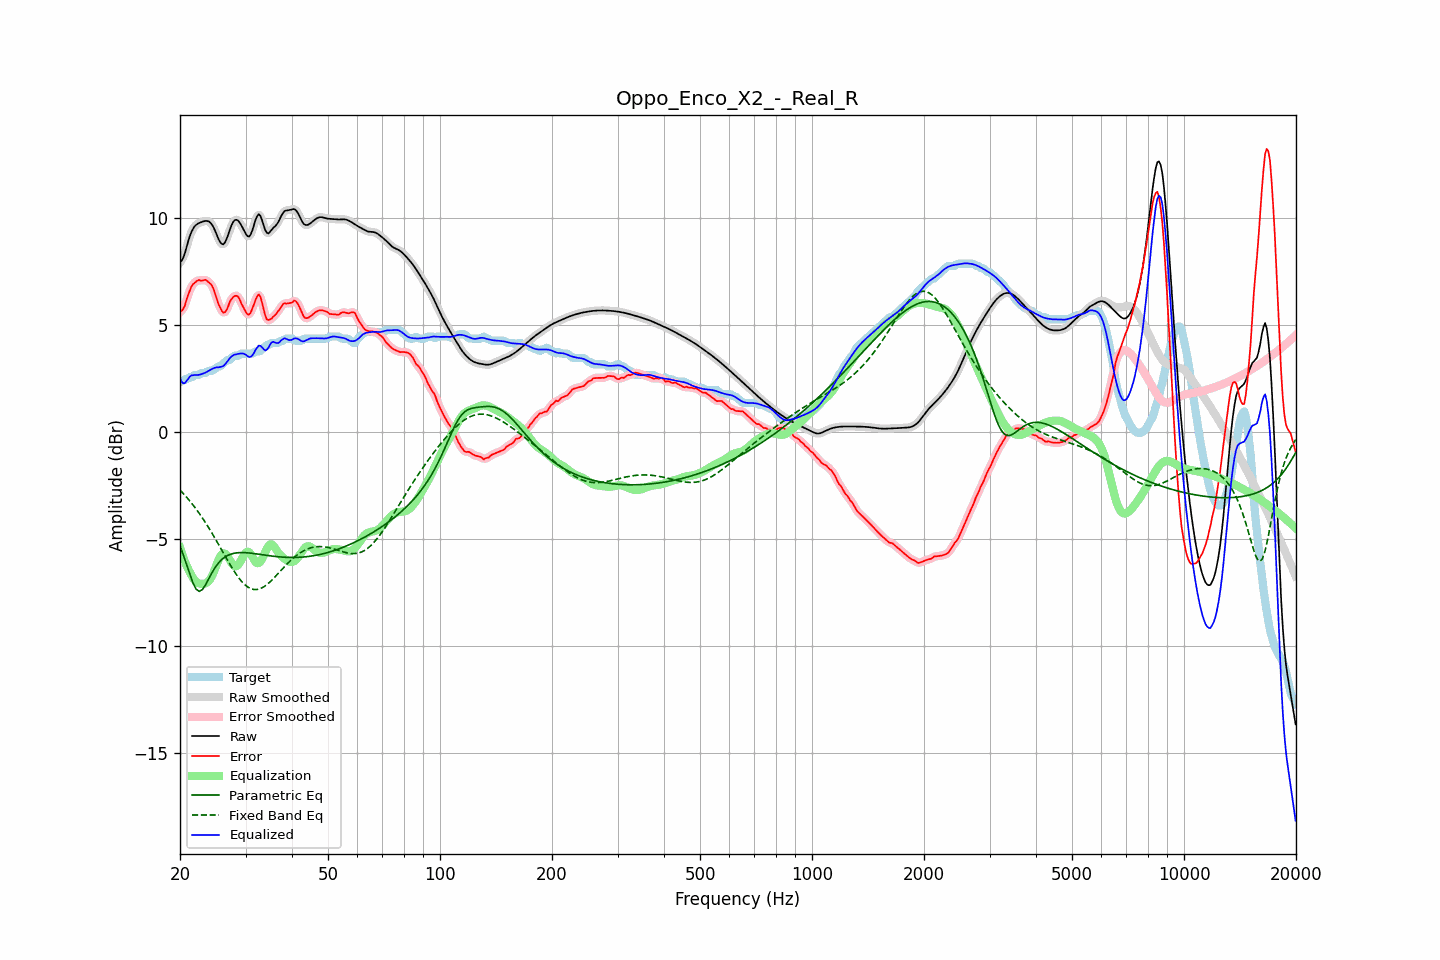 Oppo_Enco_X2_-_Real_R
Amplitude (dBr)
10
5
0
−5
−10
−15
Target
Raw Smoothed
Error Smoothed
Raw
Error
Equalization
Parametric Eq
Fixed Band Eq
Equalized
20 50 100 200 500 1000 2000 5000 10000 20000
Frequency (Hz)